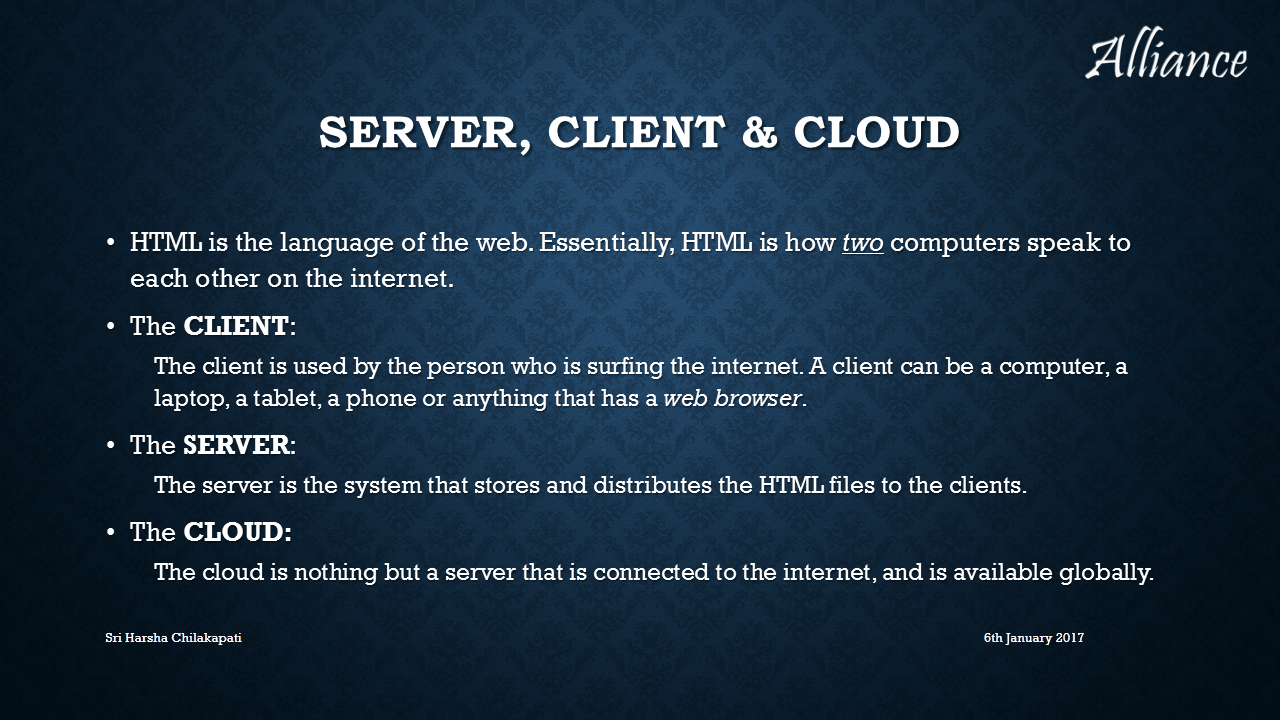 Alliance
SERVER, CLIENT & CLOUD
• HTML is the language of the web. Essentially, HTML is how two computers speak to
each other on the internet.
• The CLIENT:
The client is used by the person who is surfing the internet. A client can be a computer, a
laptop, a tablet, a phone or anything that has a web browser.
• The SERVER:
The server is the system that stores and distributes the HTML files to the clients.
• The CLOUD:
The cloud is nothing but a server that is connected to the internet, and is available globally.
Sri Harsha Chilakapati 6th January 2017